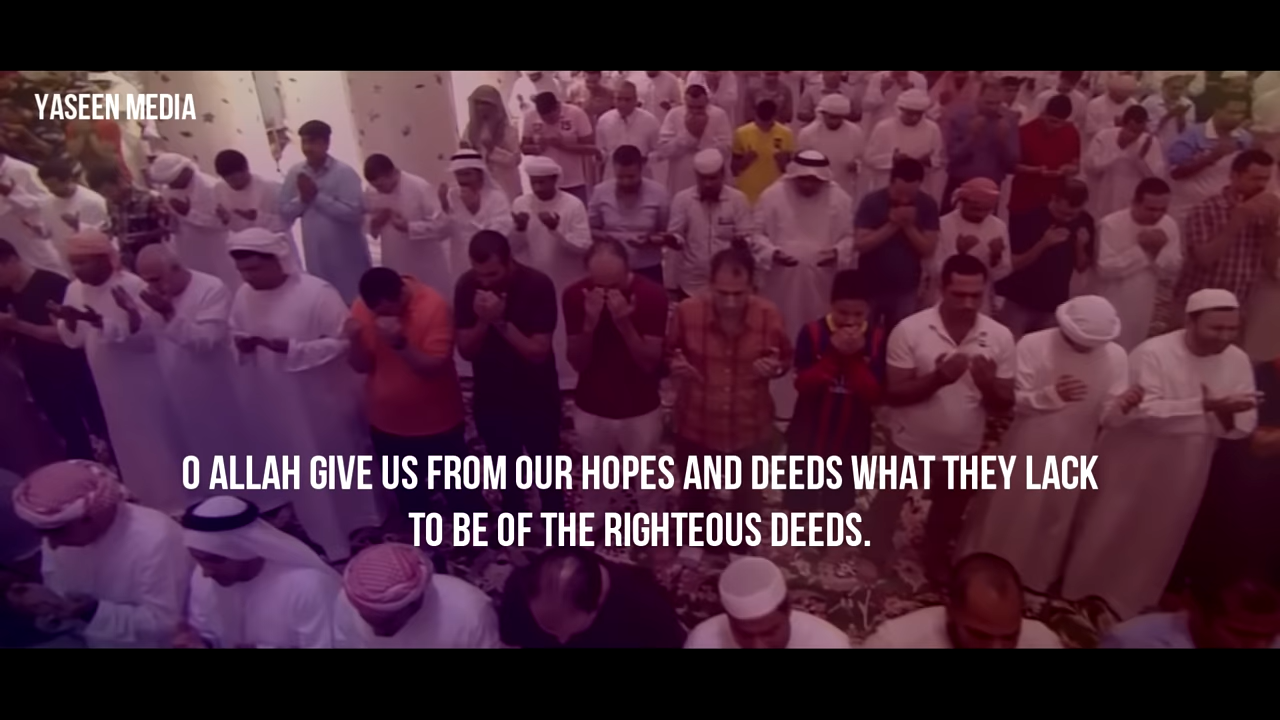 YASEEN MEDIA
O ALLAH GIVE US FROM OUR HOPES AND DEEDS WHAT THEY LACK
TO BE OF THE RIGHTEOUS DEEDS.